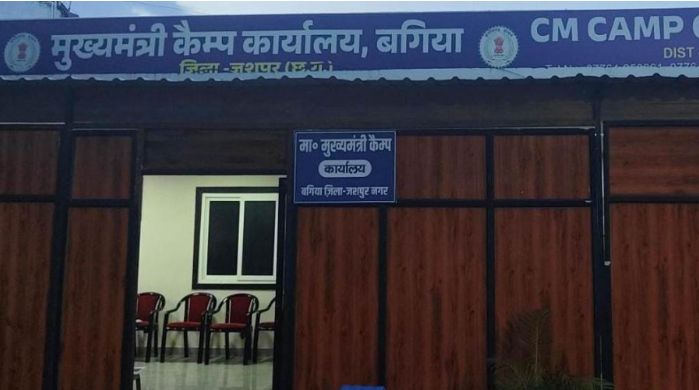 मुख्यमंत्री कैम्प कार्यालय, बगिया
जिला -जशपुर (छ.ग.)
CM CAMP
DIST
मा० मुख्यमंत्री कैम्प
कार्यालय
बगिया ज़िला-जशपुर नगर